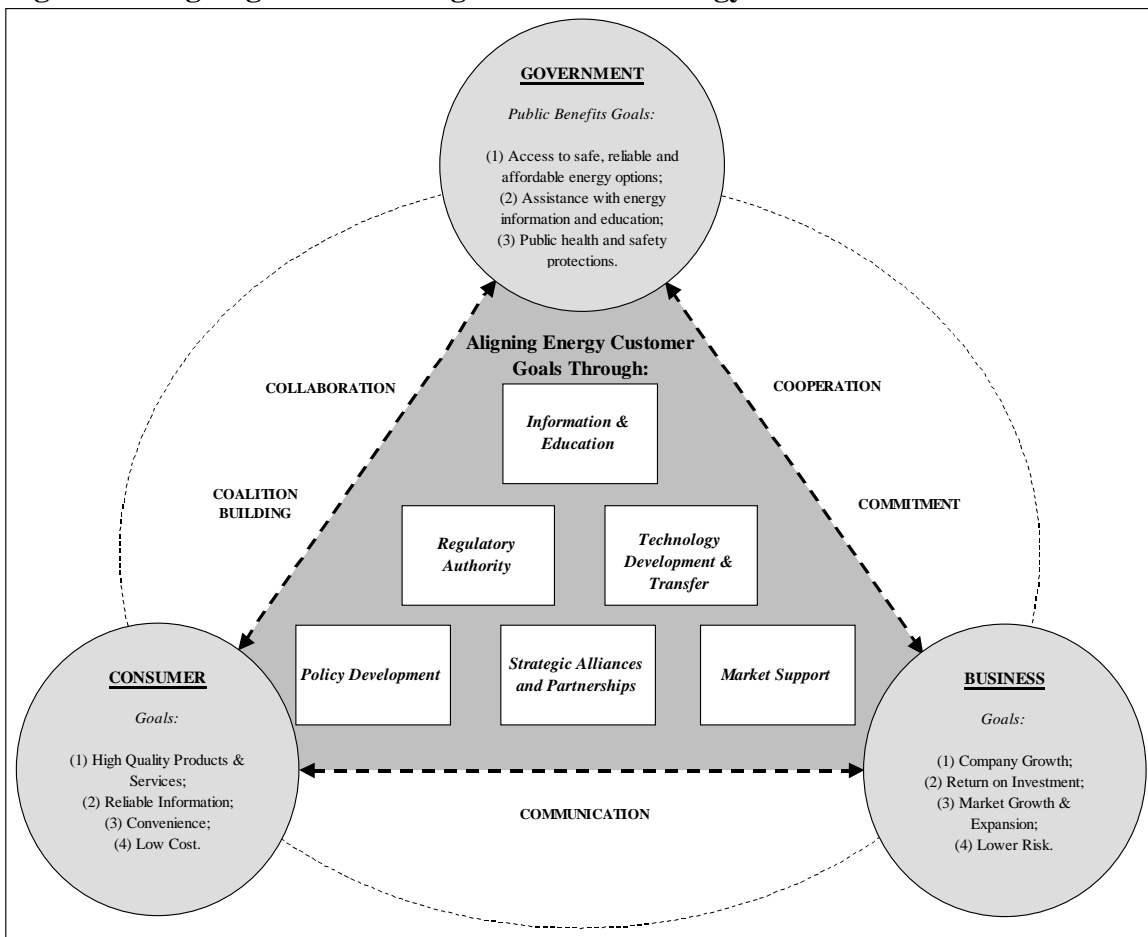 GOVERNMENT
Public Benefits Goals:
(1) Access to safe, reliable and
affordable energy options;
(2) Assistance with energy
information and education;
(3) Public health and safety
protections.
Aligning Energy Customer
Goals Through:
COLLABORATION
COOPERATION
Information &
Education
COALITION
BUILDING
COMMITMENT
Regulatory
Authority
Technology
Development &
Transfer
Policy Development
Strategic Alliances
and Partnerships
Market Support
CONSUMER
Goals:
(1) High Quality Products &
Services;
(2) Reliable Information;
(3) Convenience;
(4) Low Cost.
BUSINESS
Goals:
(1) Company Growth;
(2) Return on Investment;
(3) Market Growth &
Expansion;
(4) Lower Risk.
COMMUNICATION